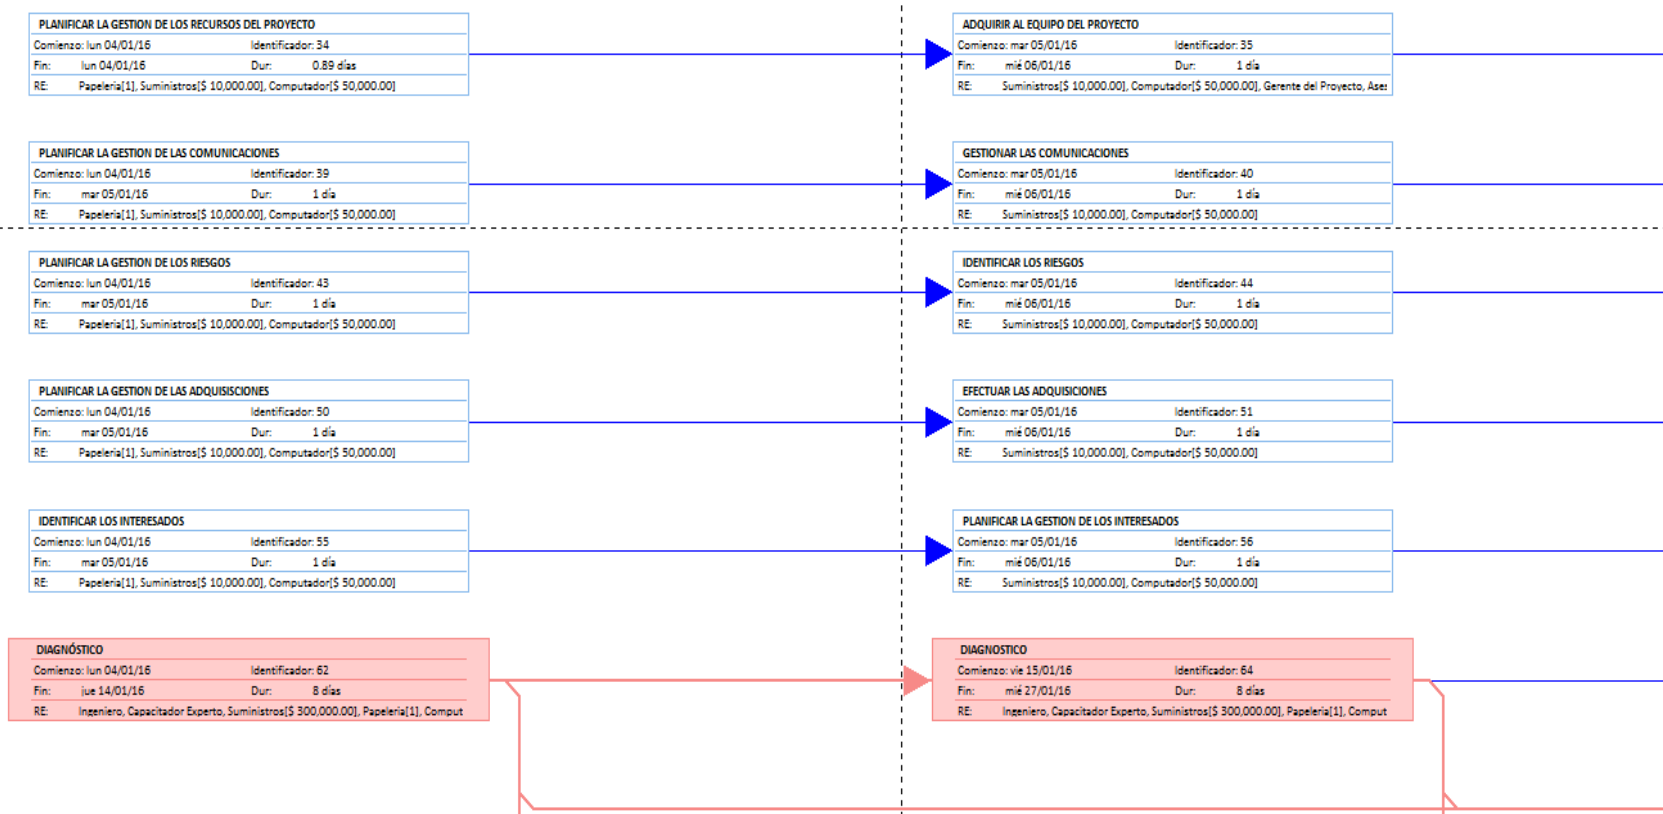 PLANIFICAR LA GESTION DE LOS RECURSOS DEL PROYECTO
Comienzo: lun 04/01/16 Identificador: 34
Fin: lun 04/01/16 Dur: 0.89 días
RE: Papeleria[1], Suministros[$ 10,000.00], Computador[$ 50,000.00]
ADQUIRIR AL EQUIPO DEL PROYECTO
Comienzo: mar 05/01/16 Identificador: 35
Fin: mié 06/01/16 Dur: 1 día
RE: Suministros[$ 10,000.00], Computador[$ 50,000.00], Gerente del Proyecto, Ases
PLANIFICAR LA GESTION DE LAS COMUNICACIONES
Comienzo: lun 04/01/16 Identificador: 39
Fin: mar 05/01/16 Dur: 1 día
RE: Papeleria[1], Suministros[$ 10,000.00], Computador[$ 50,000.00]
GESTIONAR LAS COMUNICACIONES
Comienzo: mar 05/01/16 Identificador: 40
Fin: mié 06/01/16 Dur: 1 día
RE: Suministros[$ 10,000.00], Computador[$ 50,000.00]
PLANIFICAR LA GESTION DE LOS RIESGOS
Comienzo: lun 04/01/16 Identificador: 43
Fin: mar 05/01/16 Dur: 1 día
RE: Papeleria[1], Suministros[$ 10,000.00], Computador[$ 50,000.00]
IDENTIFICAR LOS RIESGOS
Comienzo: mar 05/01/16 Identificador: 44
Fin: mié 06/01/16 Dur: 1 día
RE: Suministros[$ 10,000.00], Computador[$ 50,000.00]
PLANIFICAR LA GESTION DE LAS ADQUISISCIONES
Comienzo: lun 04/01/16 Identificador: 50
Fin: mar 05/01/16 Dur: 1 día
RE: Papeleria[1], Suministros[$ 10,000.00], Computador[$ 50,000.00]
EFECTUAR LAS ADQUISICIONES
Comienzo: mar 05/01/16 Identificador: 51
Fin: mié 06/01/16 Dur: 1 día
RE: Suministros[$ 10,000.00], Computador[$ 50,000.00]
IDENTIFICAR LOS INTERESADOS
Comienzo: lun 04/01/16 Identificador: 55
Fin: mar 05/01/16 Dur: 1 día
RE: Papeleria[1], Suministros[$ 10,000.00], Computador[$ 50,000.00]
PLANIFICAR LA GESTION DE LOS INTERESADOS
Comienzo: mar 05/01/16 Identificador: 56
Fin: mié 06/01/16 Dur: 1 día
RE: Suministros[$ 10,000.00], Computador[$ 50,000.00]
DIAGNÓSTICO
Comienzo: lun 04/01/16 Identificador: 62
Fin: jue 14/01/16 Dur: 8 días
RE: Ingeniero, Capacitador Experto, Suministros[$ 300,000.00], Papeleria[1], Comput
DIAGNOSTICO
Comienzo: vie 15/01/16 Identificador: 64
Fin: mié 27/01/16 Dur: 8 días
RE: Ingeniero, Capacitador Experto, Suministros[$ 300,000.00], Papeleria[1], Comput